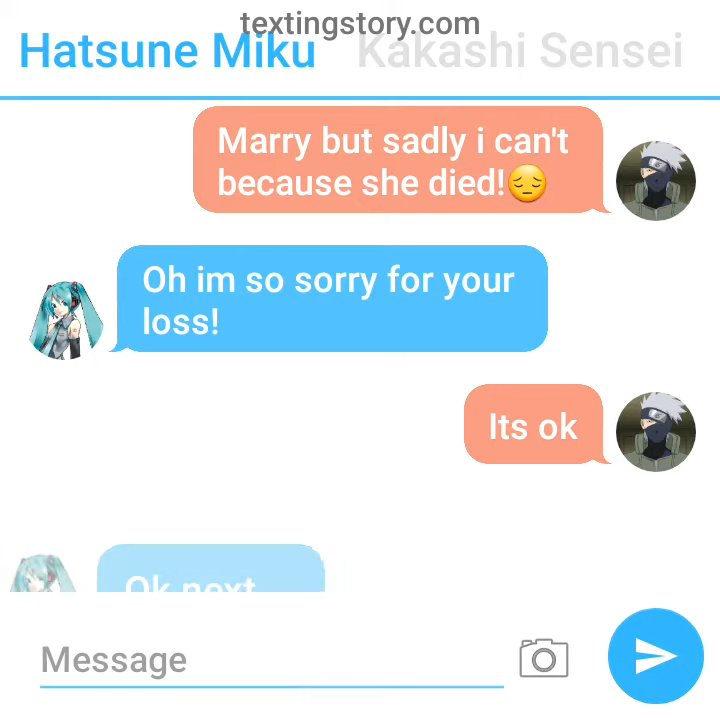 textingstory.com
Hatsune Miku Kakashi Sensei
Marry but sadly i can't
because she died!😔
Oh im so sorry for your
loss!
Its ok
Ok next
Message